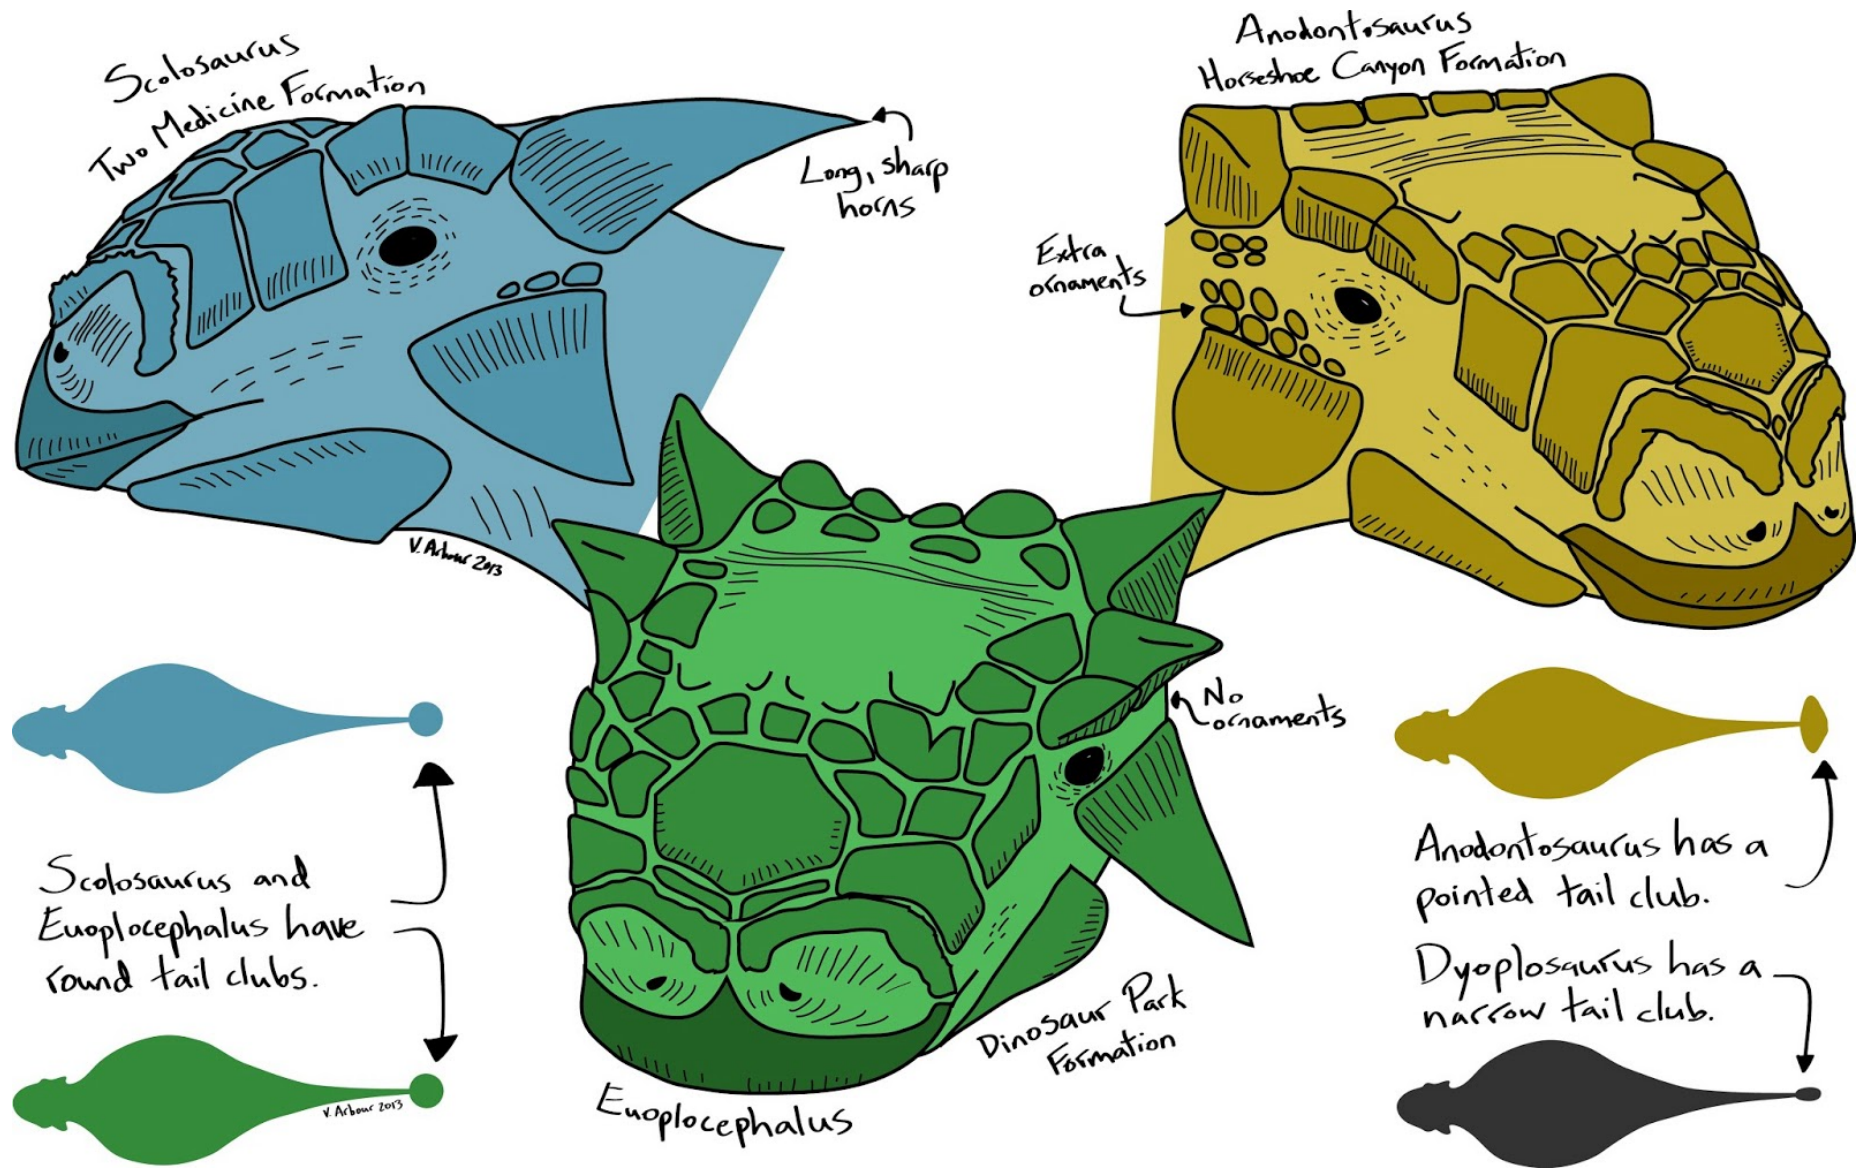 Scolosaurus
Two Medicine Formation
Long, sharp
horns
Anodontosaurus
Horseshoe Canyon Formation
Extra
ornaments
V. Arbour 2013
No
ornaments
Scolosaurus and
Euoplocephalus have
round tail clubs.
V. Arbour 2013
Dinosaur Park
Formation
Euoplocephalus
Anodontosaurus has a
pointed tail club.
Dyoplosaurus has a
narrow tail club.